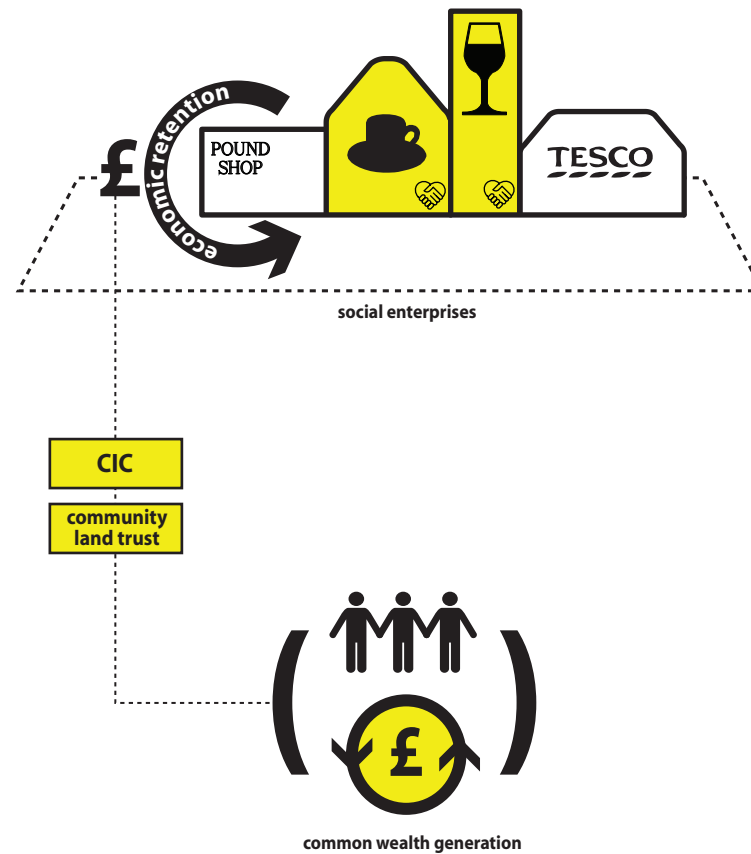 economic retention
£
POUND
SHOP
TESCO
social enterprises
CIC
community
land trust
£
common wealth generation